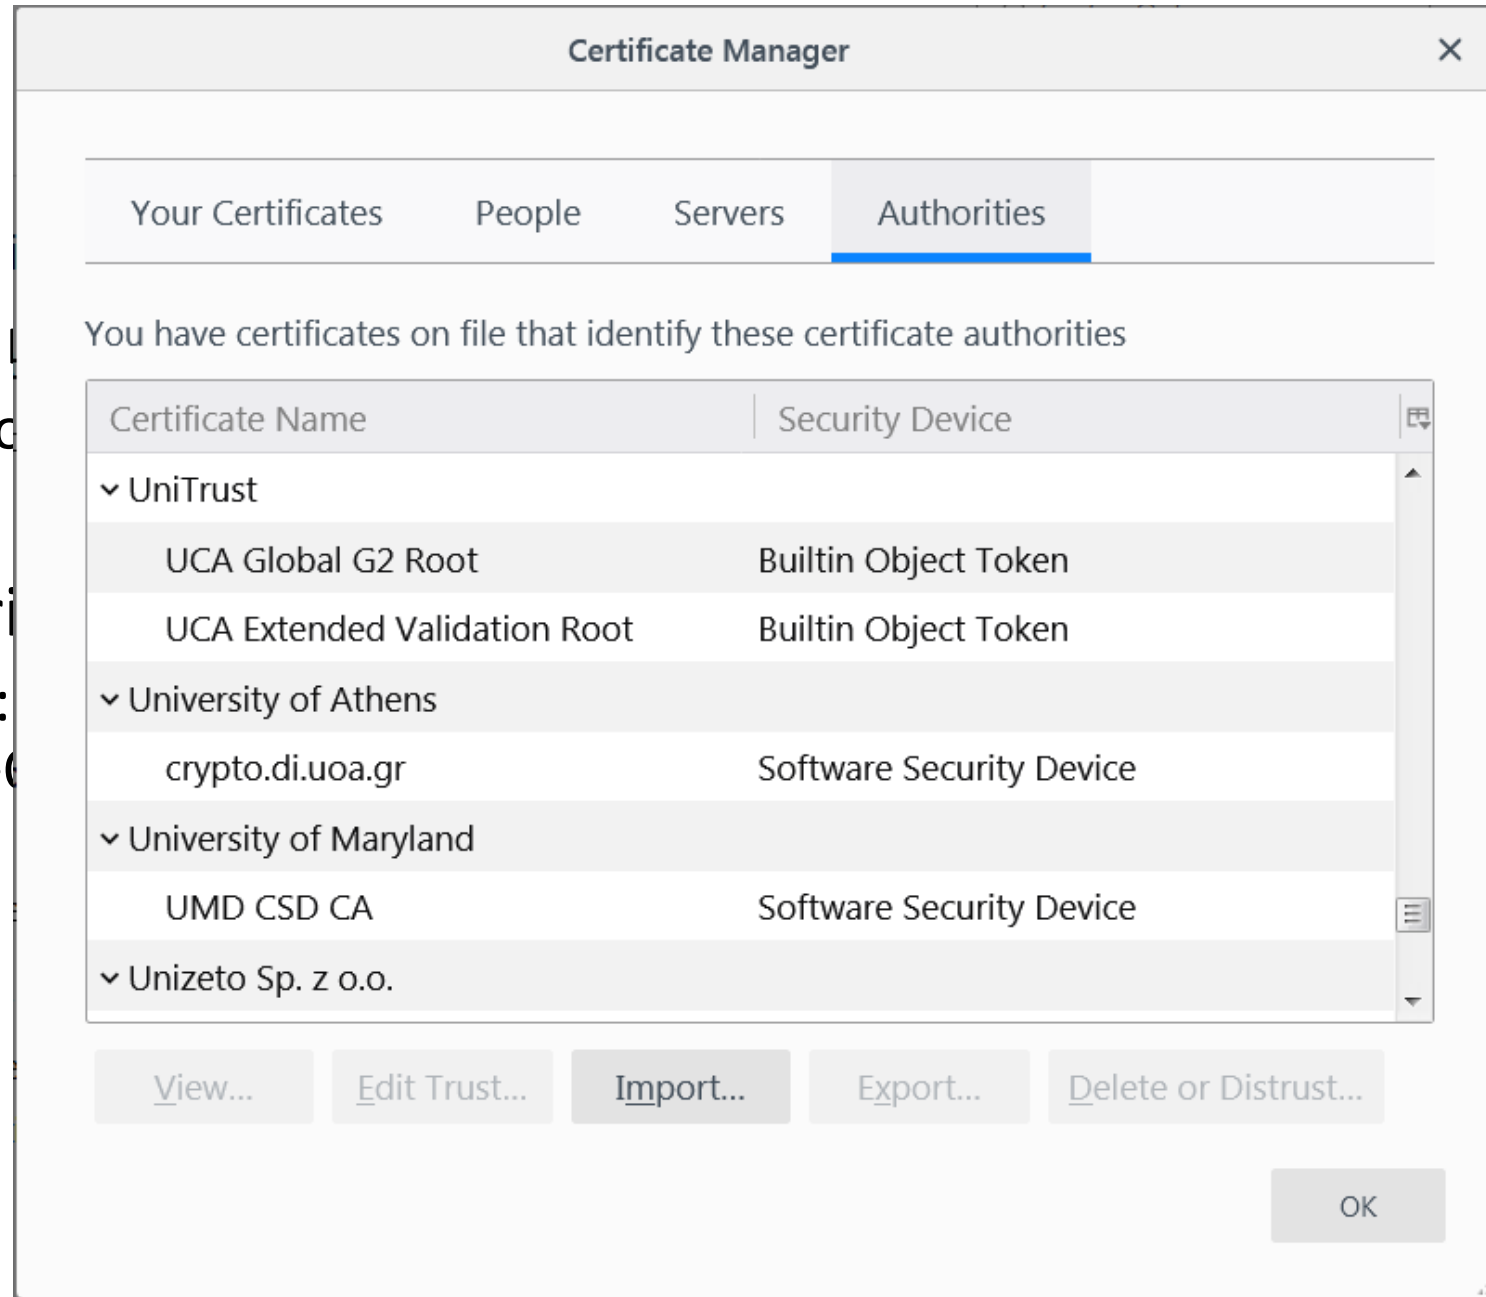 Certificate Manager
Your Certificates People Servers Authorities
You have certificates on file that identify these certificate authorities
Certificate Name Security Device
UniTrust
UCA Global G2 Root Builtin Object Token
UCA Extended Validation Root Builtin Object Token
University of Athens
crypto.di.uoa.gr Software Security Device
University of Maryland
UMD CSD CA Software Security Device
Unizeto Sp. z o.o.
View... Edit Trust... Import... Export... Delete or Distrust...
OK